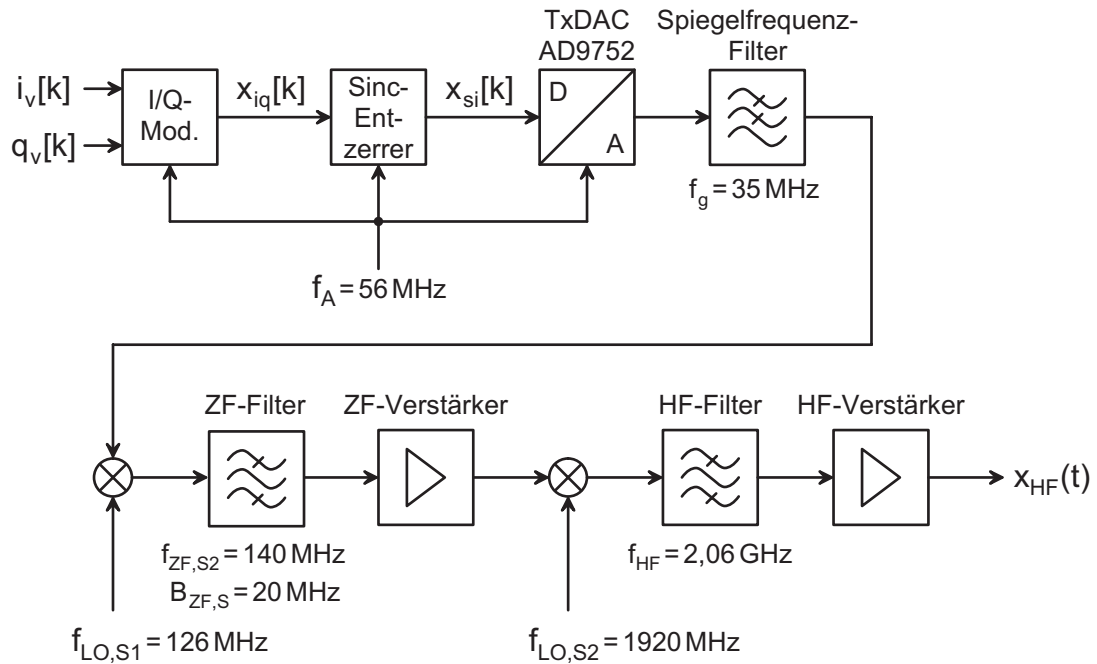 TxDAC
AD9752
Spiegelfrequenz-
Filter
i_v[k]
q_v[k]
I/Q-
Mod.
x_iq[k]
Sinc-
Ent-
zerrer
x_si[k]
D
A
f_g = 35 MHz
f_A = 56 MHz
ZF-Filter
ZF-Verstärker
HF-Filter
HF-Verstärker
x_HF(t)
f_ZF,S2 = 140 MHz
B_ZF,S = 20 MHz
f_HF = 2,06 GHz
f_LO,S1 = 126 MHz
f_LO,S2 = 1920 MHz